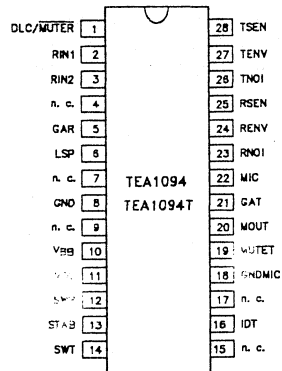 DLC/MUTER 1
RIN1 2
RIN2 3
n. c. 4
GAR 5
LSP 6
n. c. 7
GND 8
n. c. 9
VBB 10
11
12
STAB 13
SWT 14
TEA1094
TEA1094T
28 TSEN
27 TENV
26 TNOI
25 RSEN
24 RENV
23 RNOI
22 MIC
21 GAT
20 MOUT
19 MUTET
18 GNDMIC
17 n. c.
16 IDT
15 n. c.